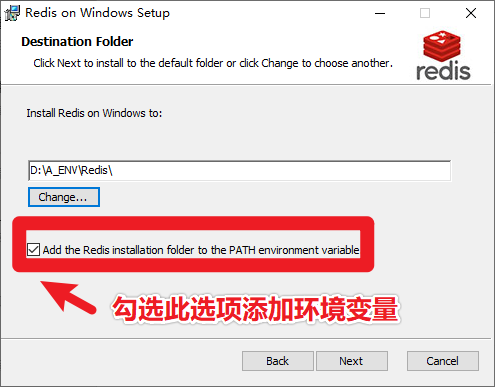 Redis on Windows Setup
Destination Folder
Click Next to install to the default folder or click Change to choose another.
redis
Install Redis on Windows to:
D:\A_ENV\Redis\
Change...
Add the Redis installation folder to the PATH environment variable
勾选此选项添加环境变量
Back
Next
Cancel